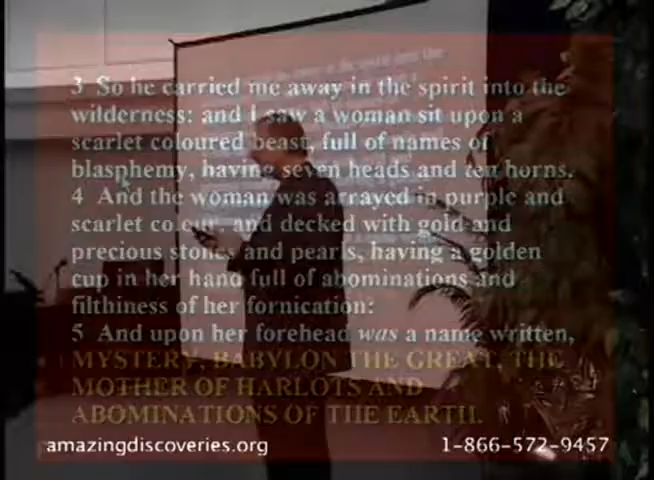 3 So he carried me away in the spirit into the
wilderness: and I saw a woman sit upon a
scarlet coloured beast, full of names of
blasphemy, having seven heads and ten horns.
4 And the woman was arrayed in purple and
scarlet colour, and decked with gold and
precious stones and pearls, having a golden
cup in her hand full of abominations and
filthiness of her fornication:
5 And upon her forehead was a name written,
MYSTERY, BABYLON THE GREAT, THE
MOTHER OF HARLOTS AND
ABOMINATIONS OF THE EARTH.
amazingdiscoveries.org 1-866-572-9457